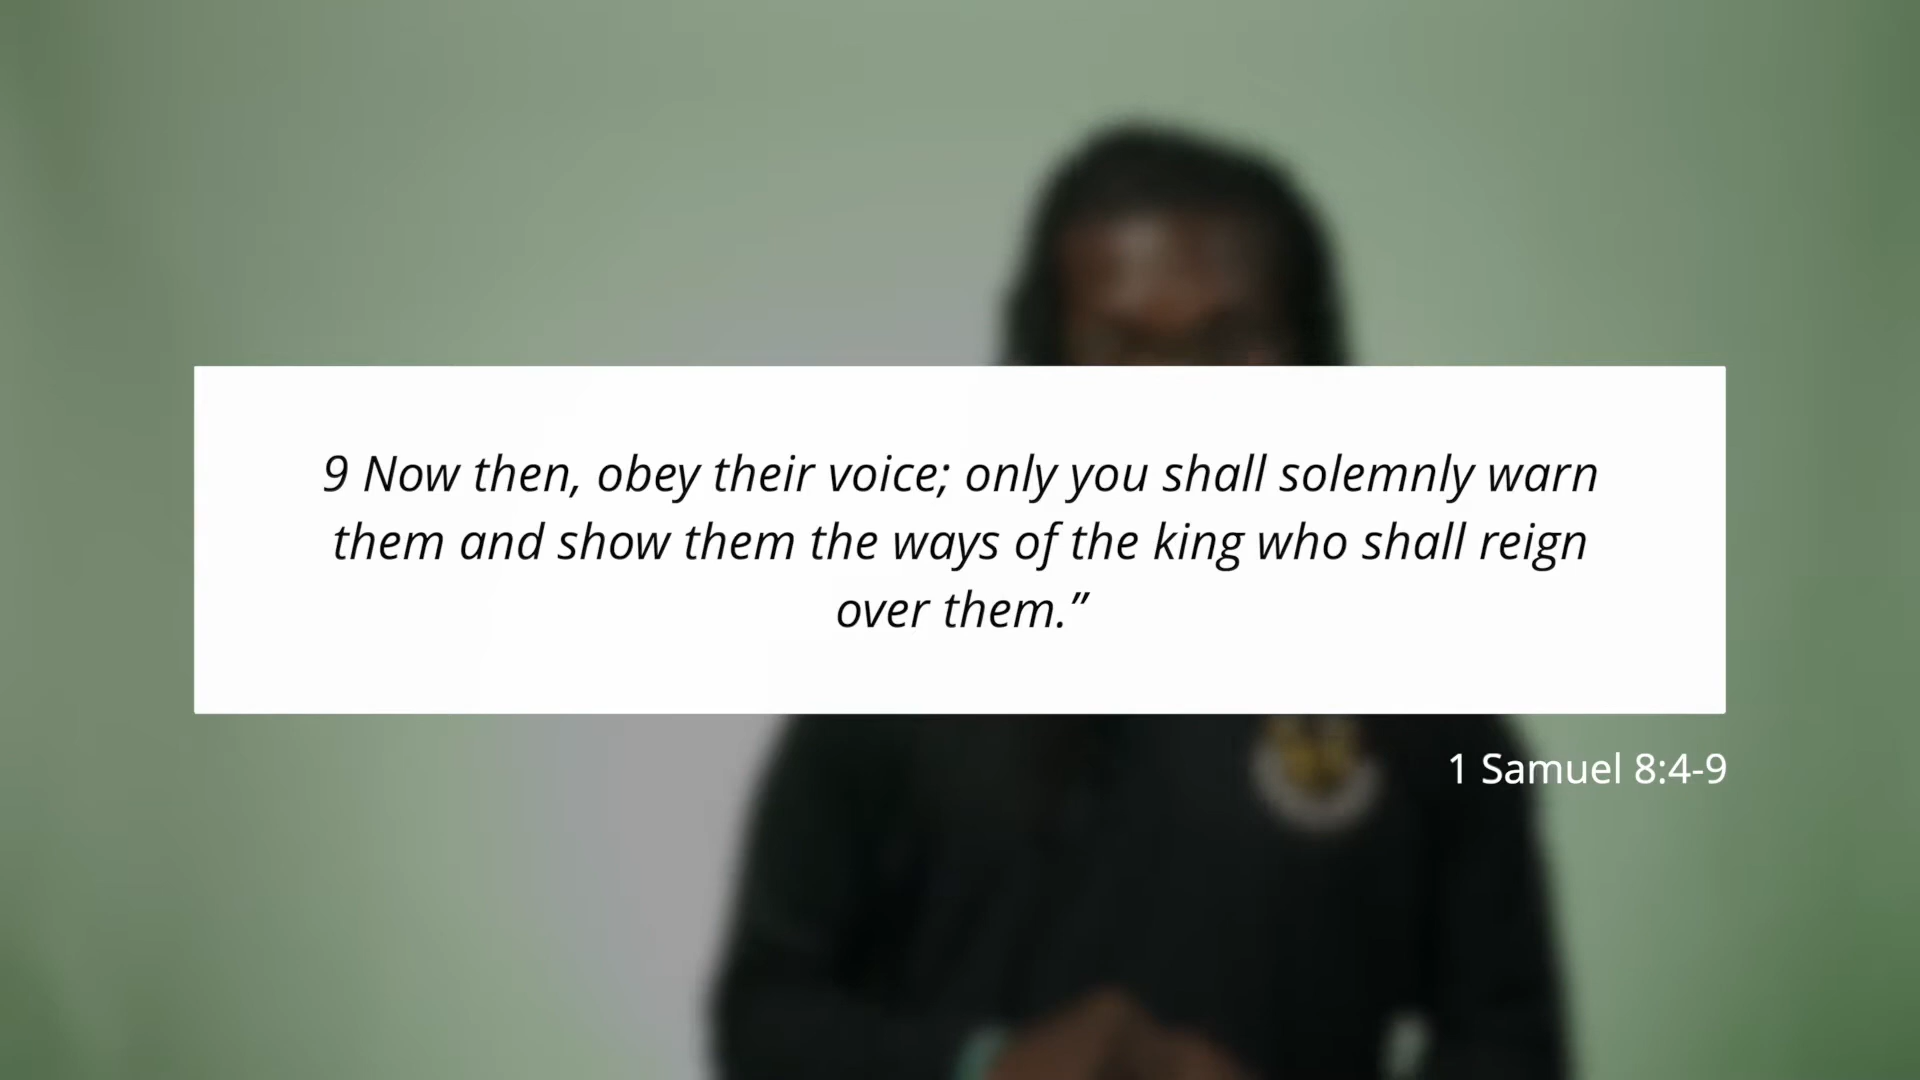 9 Now then, obey their voice; only you shall solemnly warn
them and show them the ways of the king who shall reign
over them.”
1 Samuel 8:4-9